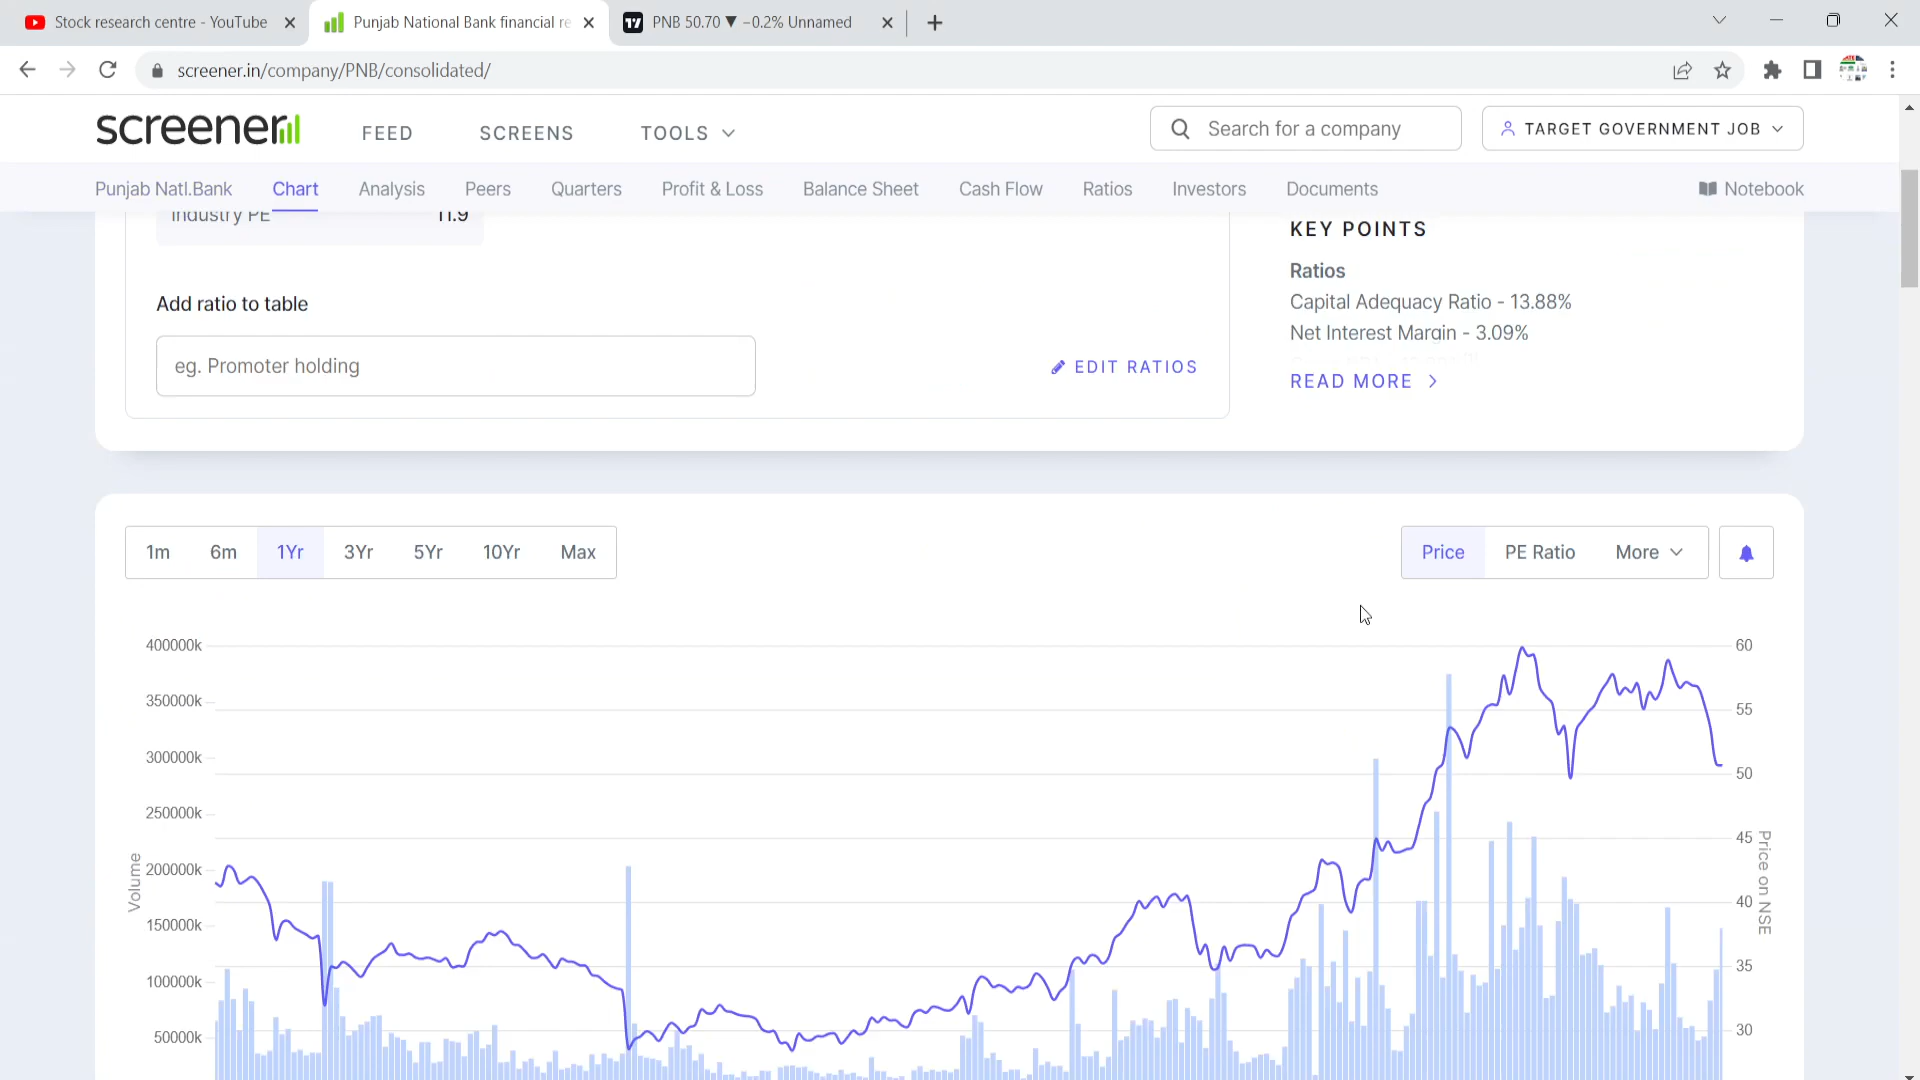 Stock research centre - YouTube
Punjab National Bank financial re
PNB 50.70 ▼ −0.2% Unnamed
screener.in/company/PNB/consolidated/
screener
FEED
SCREENS
TOOLS
Search for a company
TARGET GOVERNMENT JOB
Punjab Natl.Bank
Chart
Analysis
Peers
Quarters
Profit & Loss
Balance Sheet
Cash Flow
Ratios
Investors
Documents
Notebook
Industry PE 11.9
KEY POINTS
Ratios
Capital Adequacy Ratio - 13.88%
Net Interest Margin - 3.09%
READ MORE
Add ratio to table
eg. Promoter holding
EDIT RATIOS
1m 6m 1Yr 3Yr 5Yr 10Yr Max
Price PE Ratio More
400000k
350000k
300000k
250000k
200000k
150000k
100000k
50000k
Volume
60
55
50
45
40
35
30
Price on NSE